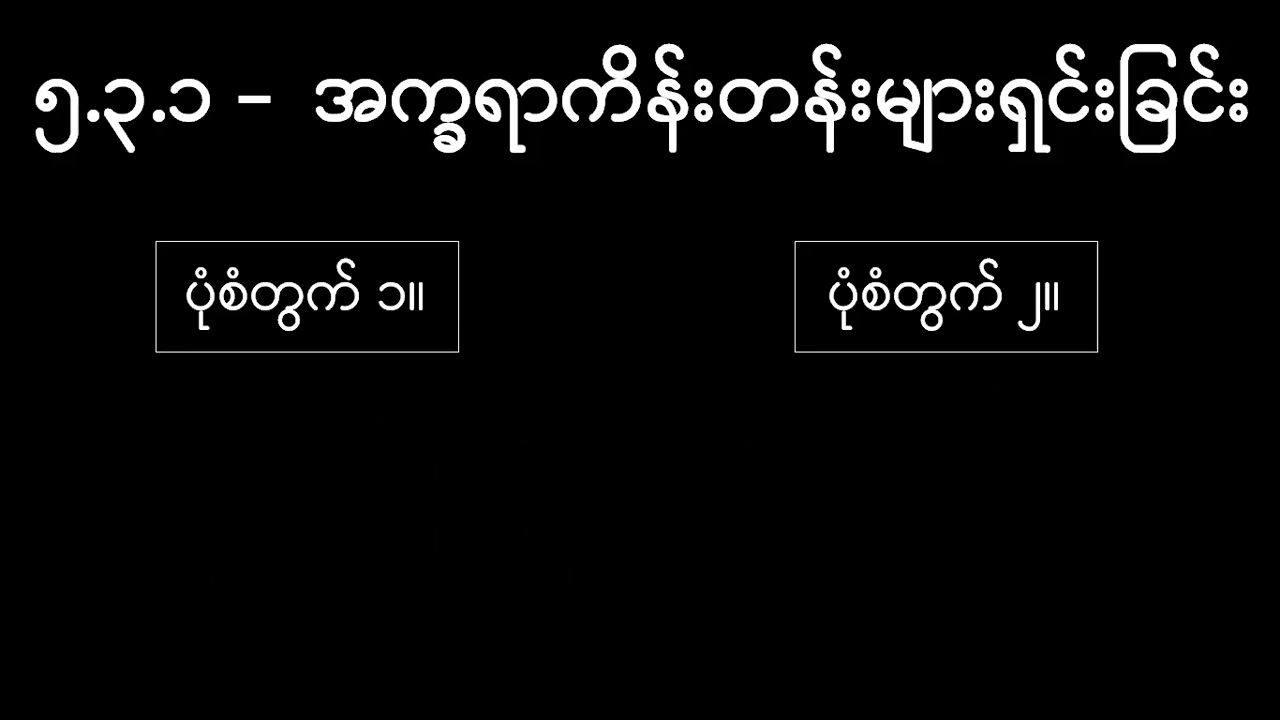 ၅.၃.၁ - အက္ခရာကိန်းတန်းများရှင်းခြင်း
ပုံစံတွက် ၁။
ပုံစံတွက် ၂။